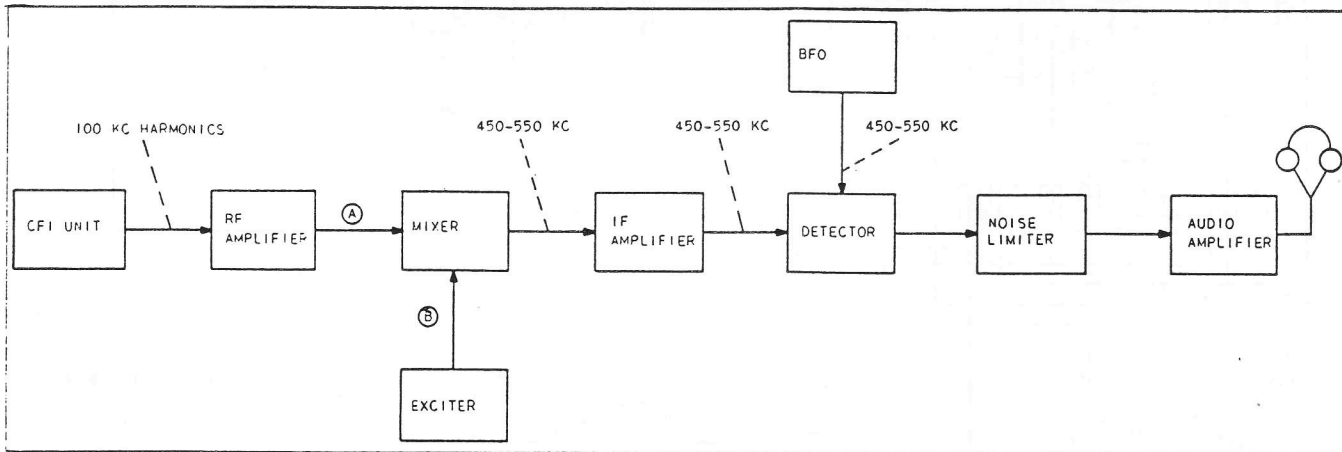 BFO
100 KC HARMONICS
450-550 KC
450-550 KC
450-550 KC
CFI UNIT
RF
AMPLIFIER
A
MIXER
IF
AMPLIFIER
DETECTOR
NOISE
LIMITER
AUDIO
AMPLIFIER
B
EXCITER